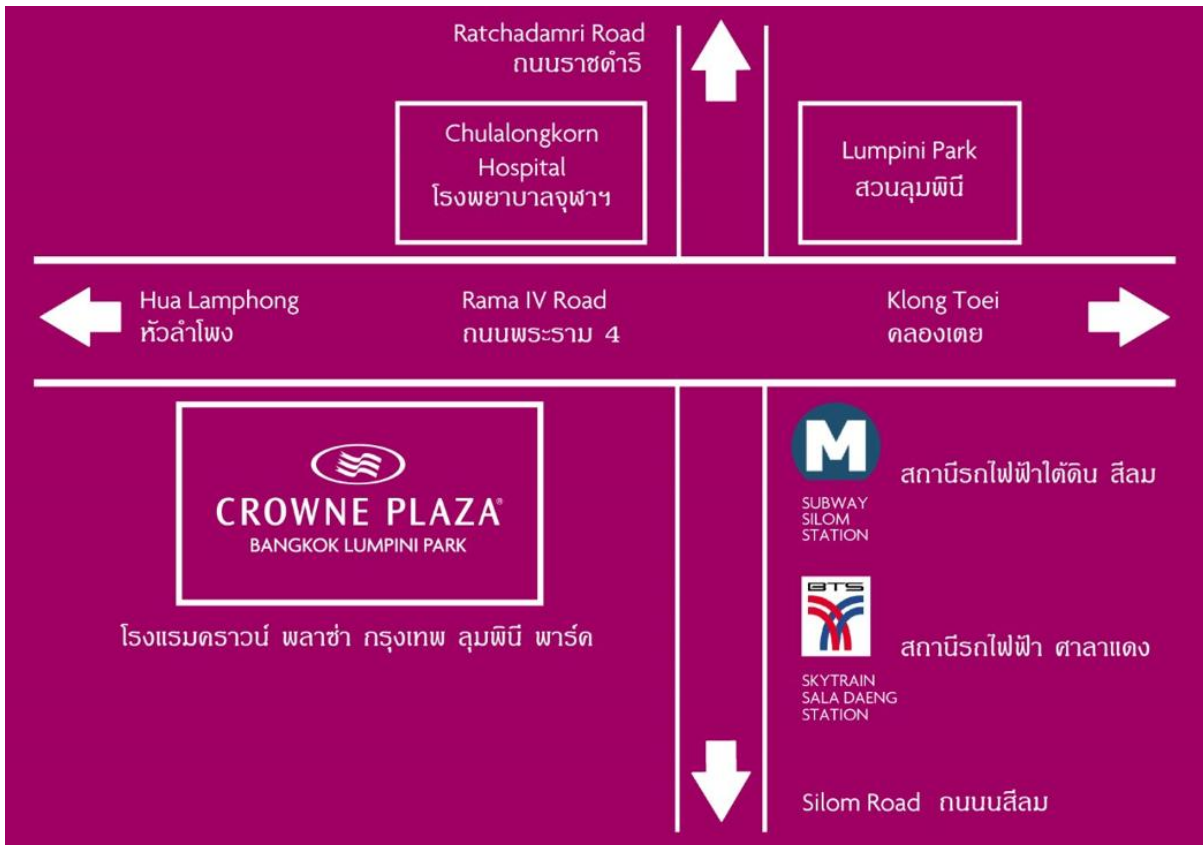 Ratchadamri Road
ถนนราชดำริ
Chulalongkorn
Hospital
โรงพยาบาลจุฬาฯ
Lumpini Park
สวนลุมพินี
Hua Lamphong
หัวลำโพง
Rama IV Road
ถนนพระราม 4
Klong Toei
คลองเตย
CROWNE PLAZA®
BANGKOK LUMPINI PARK
โรงแรมคราวน์ พลาซ่า กรุงเทพ ลุมพินี พาร์ค
M
SUBWAY
SILOM
STATION
สถานีรถไฟฟ้าใต้ดิน สีลม
BTS
SKYTRAIN
SALA DAENG
STATION
สถานีรถไฟฟ้า ศาลาแดง
Silom Road ถนนนสีลม